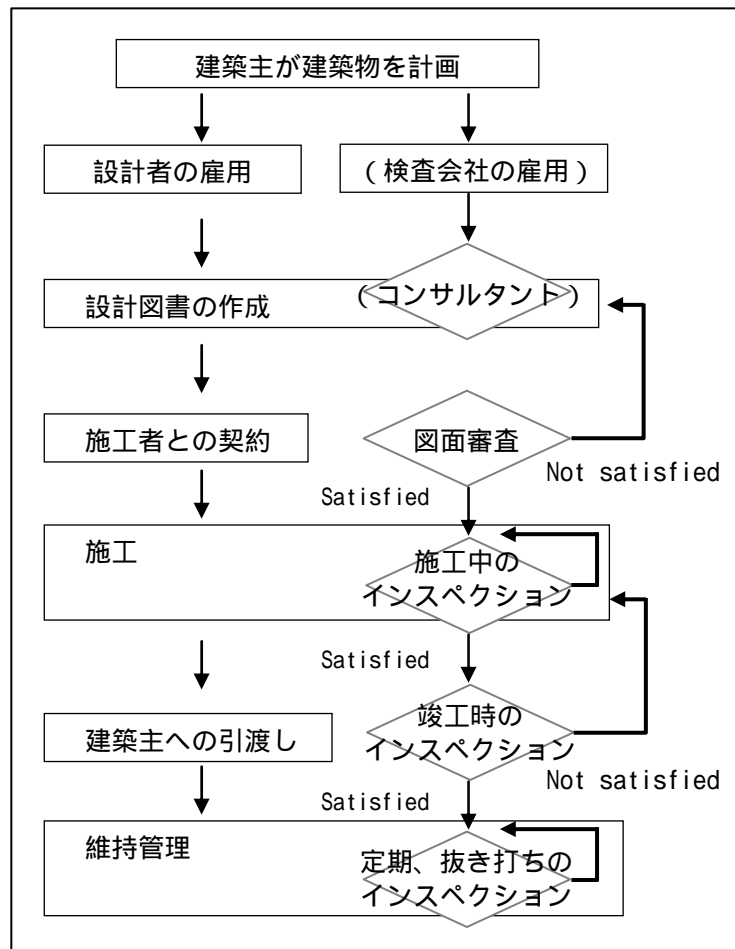 建築主が建築物を計画
設計者の雇用
(検査会社の雇用)
設計図書の作成
(コンサルタント)
施工者との契約
図面審査
Not satisfied
Satisfied
施工
施工中の
インスペクション
Satisfied
建築主への引渡し
竣工時の
インスペクション
Not satisfied
Satisfied
維持管理
定期、抜き打ちの
インスペクション